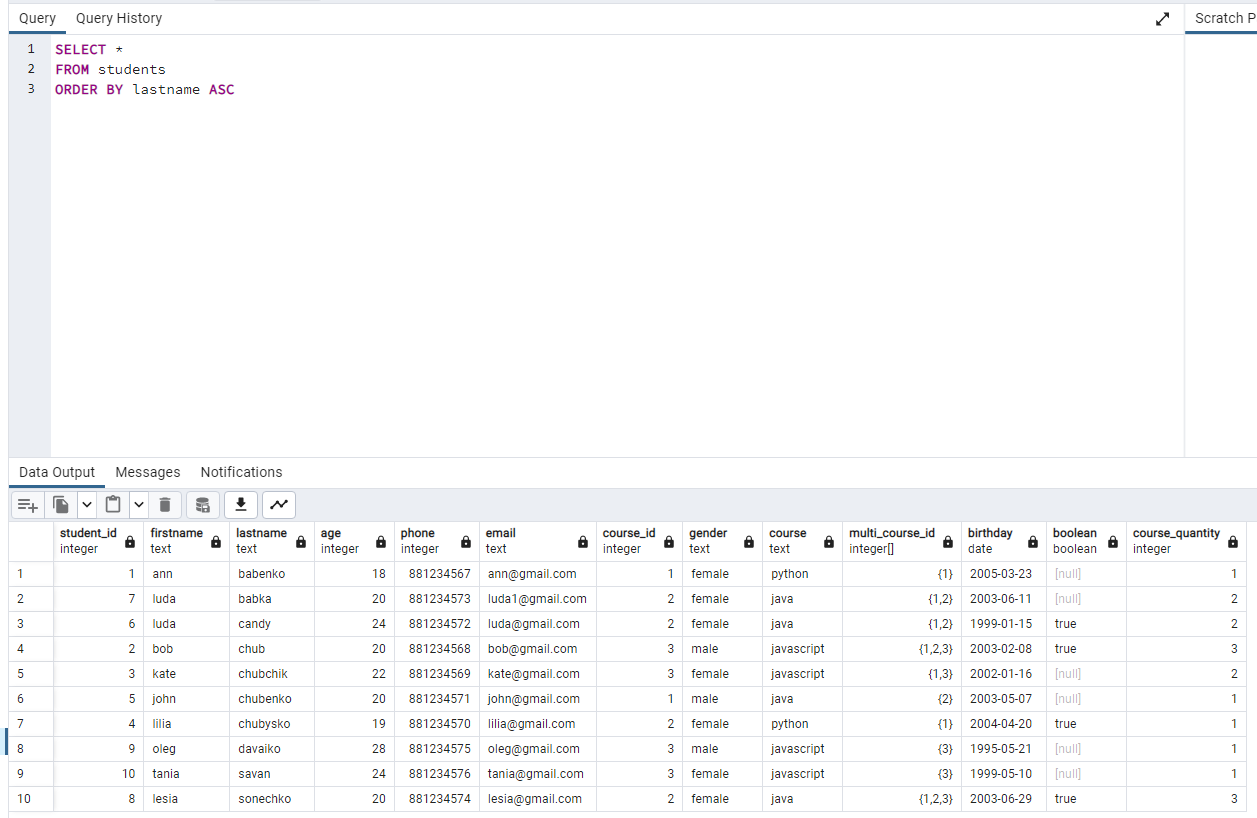 Query Query History Scratch P
1 SELECT *
2 FROM students
3 ORDER BY lastname ASC
Data Output Messages Notifications
student_id firstname lastname age phone email course_id gender course multi_course_id birthday boolean course_quantity
integer text text integer integer text integer text text integer[] date boolean integer
1 1 ann babenko 18 881234567 ann@gmail.com 1 female python {1} 2005-03-23 [null] 1
2 7 luda babka 20 881234573 luda1@gmail.com 2 female java {1,2} 2003-06-11 [null] 2
3 6 luda candy 24 881234572 luda@gmail.com 2 female java {1,2} 1999-01-15 true 2
4 2 bob chub 20 881234568 bob@gmail.com 3 male javascript {1,2,3} 2003-02-08 true 3
5 3 kate chubchik 22 881234569 kate@gmail.com 3 female javascript {1,3} 2002-01-16 [null] 2
6 5 john chubenko 20 881234571 john@gmail.com 1 male java {2} 2003-05-07 [null] 1
7 4 lilia chubysko 19 881234570 lilia@gmail.com 2 female python {1} 2004-04-20 true 1
8 9 oleg davaiko 28 881234575 oleg@gmail.com 3 male javascript {3} 1995-05-21 [null] 1
9 10 tania savan 24 881234576 tania@gmail.com 3 female javascript {3} 1999-05-10 [null] 1
10 8 lesia sonechko 20 881234574 lesia@gmail.com 2 female java {1,2,3} 2003-06-29 true 3